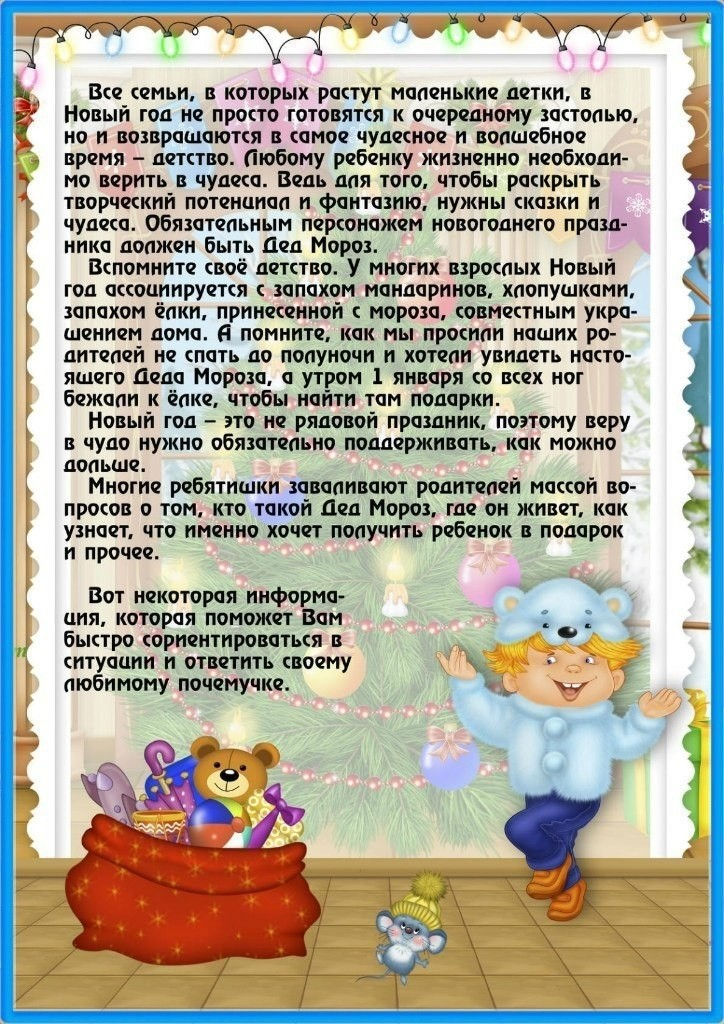 Все семьи, в которых растут маленькие детки, в
Новый год не просто готовятся к очередному застолью,
но и возвращаются в самое чудесное и волшебное
время – детство. Любому ребенку жизненно необходи-
мо верить в чудеса. Ведь для того, чтобы раскрыть
творческий потенциал и фантазию, нужны сказки и
чудеса. Обязательным персонажем новогоднего празд-
ника должен быть Дед Мороз.
Вспомните своё детство. У многих взрослых Новый
год ассоциируется с запахом мандаринов, хлопушками,
запахом ёлки, принесенной с мороза, совместным укра-
шением дома. А помните, как мы просили наших ро-
дителей не спать до полуночи и хотели увидеть насто-
ящего Деда Мороза, а утром 1 января со всех ног
бежали к ёлке, чтобы найти там подарки.
Новый год – это не рядовой праздник, поэтому веру
в чудо нужно обязательно поддерживать, как можно
дольше.
Многие ребятишки заваливают родителей массой во-
просов о том, кто такой Дед Мороз, где он живет, как
узнает, что именно хочет получить ребенок в подарок
и прочее.
Вот некоторая информа-
ция, которая поможет Вам
быстро сориентироваться в
ситуации и ответить своему
любимому почемучке.